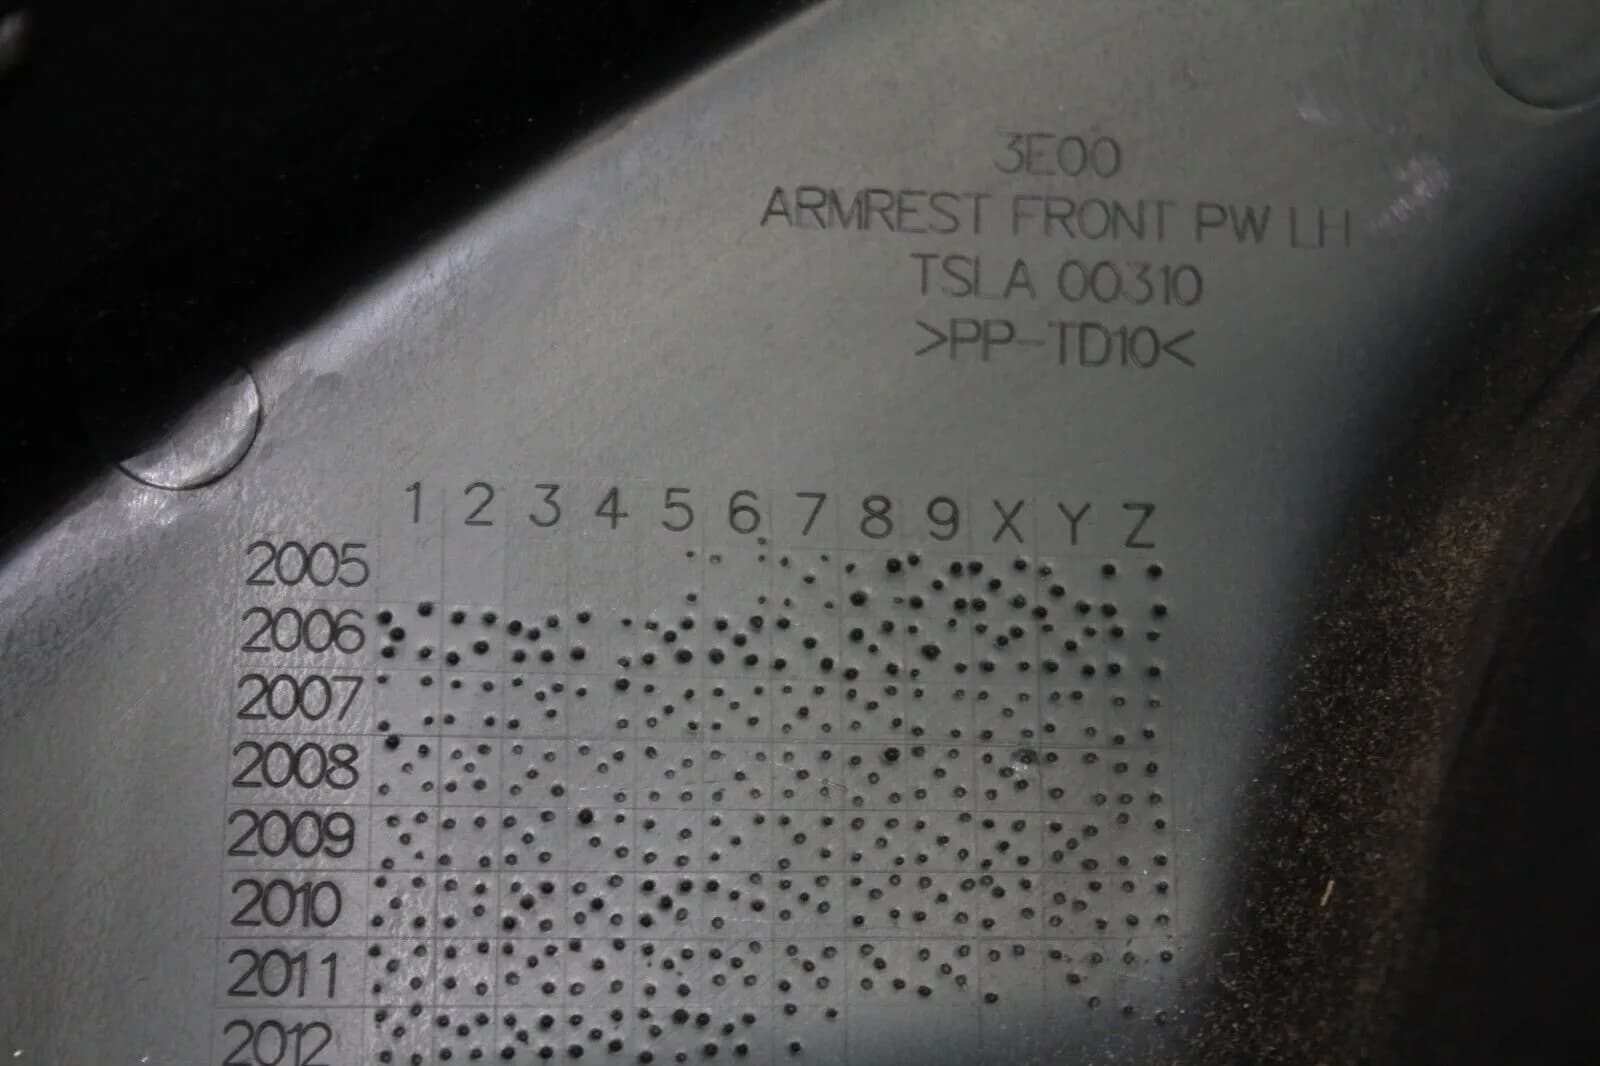 3E00
ARMREST FRONT PW LH
TSLA 00310
>PP-TD10<
1 2 3 4 5 6 7 8 9 X Y Z
2005
2006
2007
2008
2009
2010
2011
2012